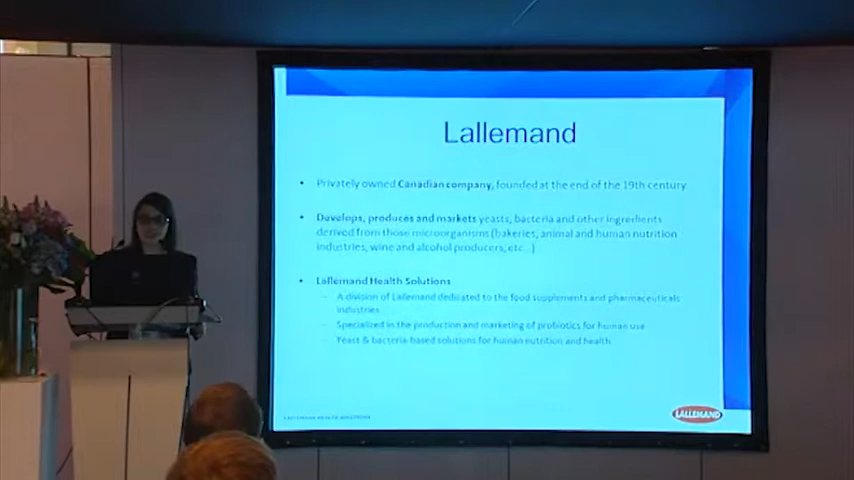 Lallemand
• Privately owned Canadian company, founded at the end of the 19th century
• Develops, produces and markets yeasts, bacteria and other ingredients
derived from those microorganisms (bakeries, animal and human nutrition
industries, wine and alcohol producers, etc...)
• Lallemand Health Solutions
– A division of Lallemand dedicated to the food supplements and pharmaceuticals
industries
– Specialized in the production and marketing of probiotics for human use
– Yeast & bacteria-based solutions for human nutrition and health
LALLEMAND HEALTH SOLUTIONS
LALLEMAND